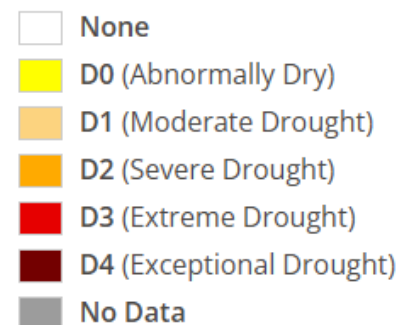 None
D0 (Abnormally Dry)
D1 (Moderate Drought)
D2 (Severe Drought)
D3 (Extreme Drought)
D4 (Exceptional Drought)
No Data